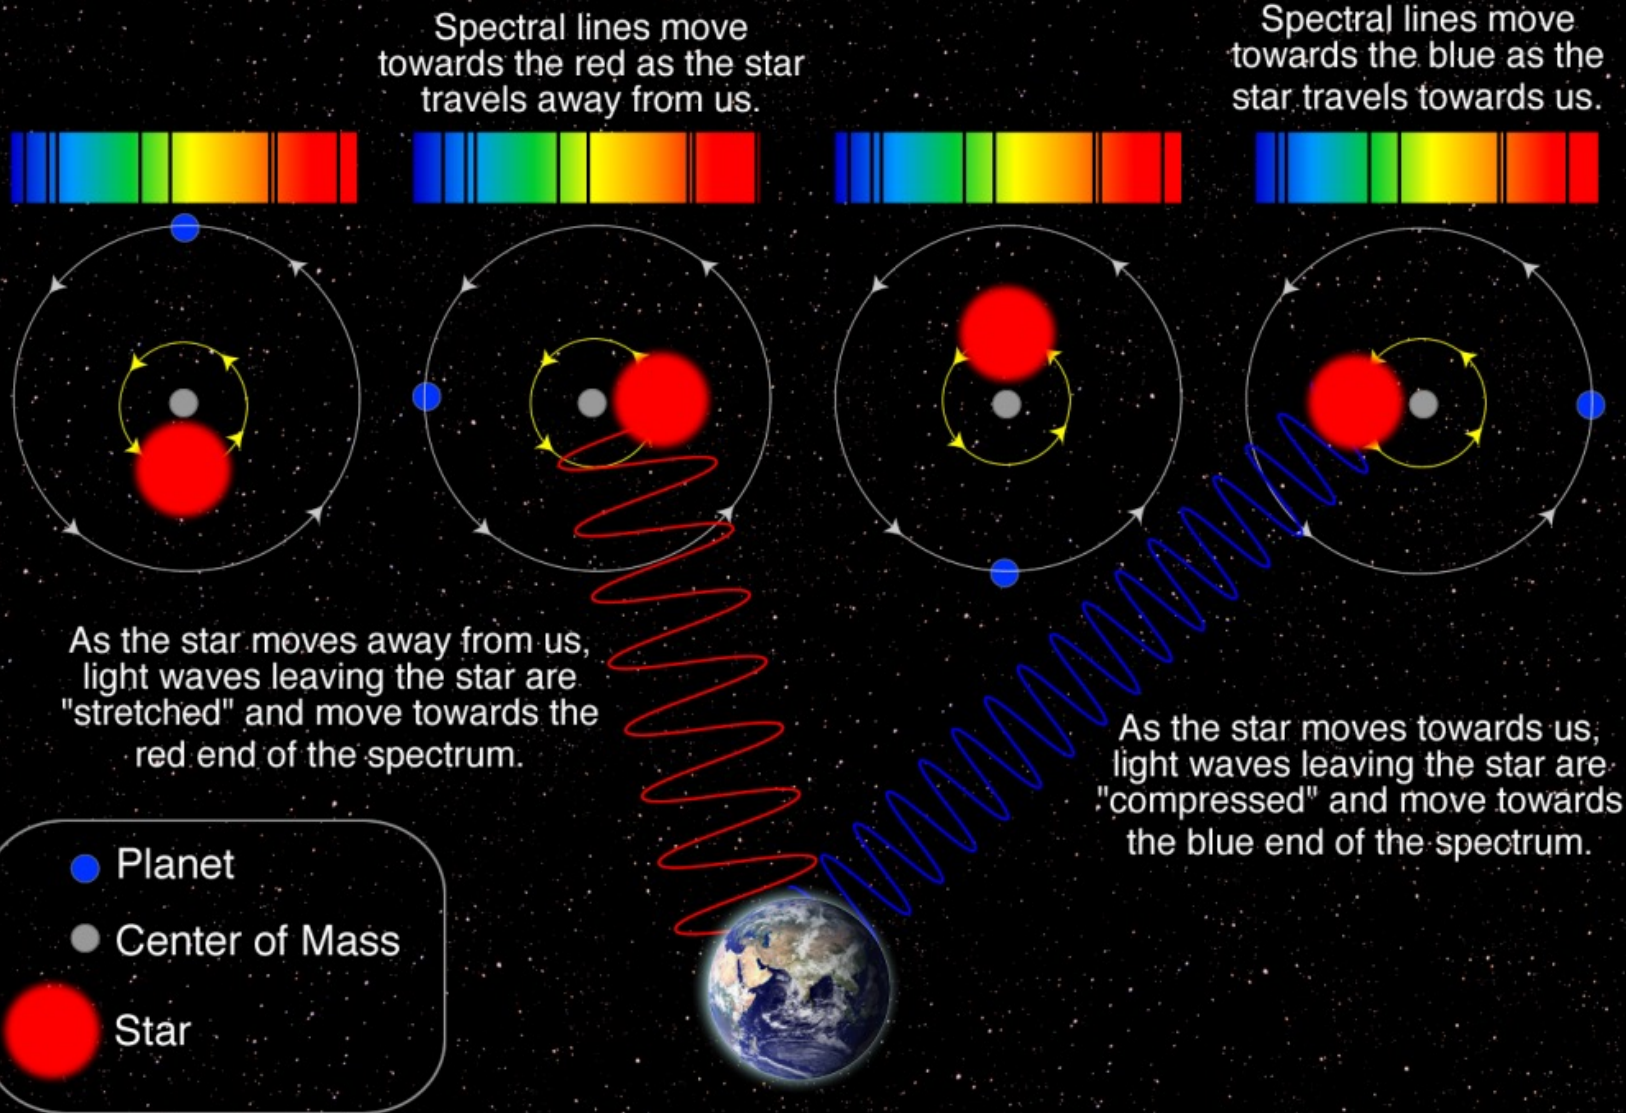 Spectral lines move
towards the red as the star
travels away from us.
Spectral lines move
towards the blue as the
star travels towards us.
As the star moves away from us,
light waves leaving the star are
"stretched" and move towards the
red end of the spectrum.
As the star moves towards us,
light waves leaving the star are
"compressed" and move towards
the blue end of the spectrum.
Planet
Center of Mass
Star